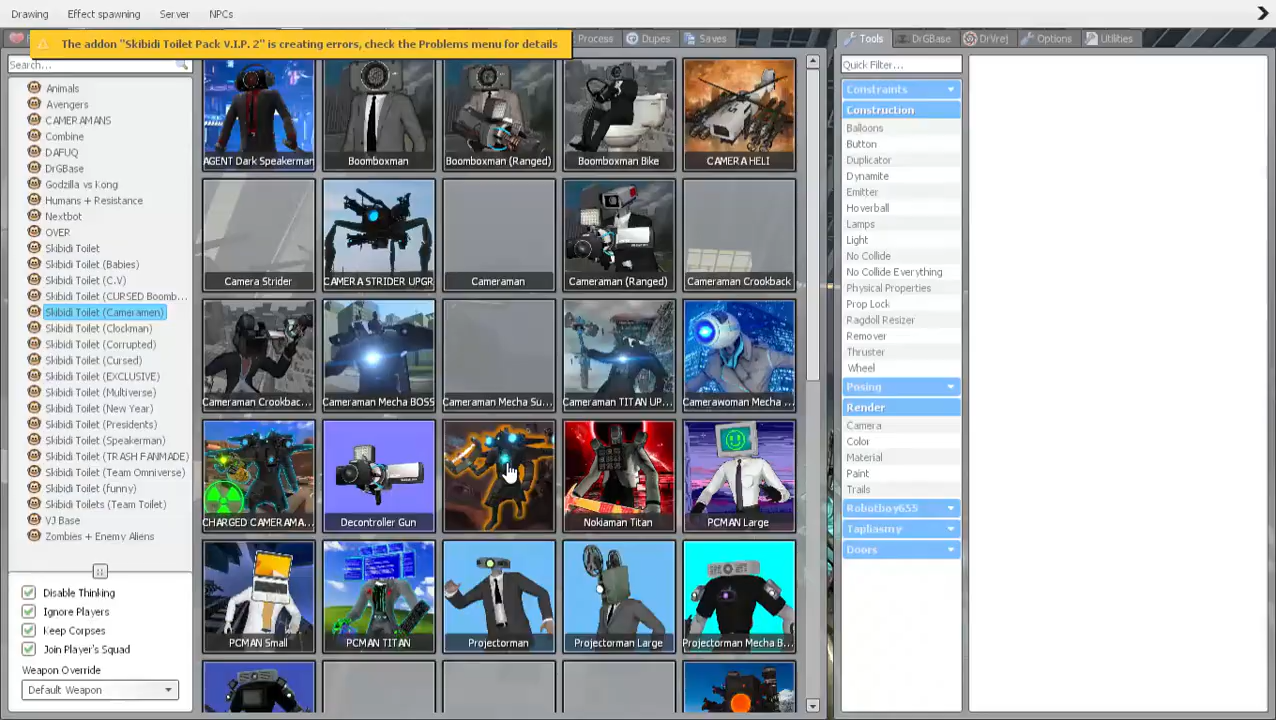 Drawing Effect spawning Server NPCs
The addon "Skibidi Toilet Pack V.I.P. 2" is creating errors, check the Problems menu for details
Process Dupes Saves
Tools DrGBase DrVrej Options Utilities
Search...
Animals
Avengers
CAMERAMANS
Combine
DAFUQ
DrGBase
Godzilla vs Kong
Humans + Resistance
Nextbot
OVER
Skibidi Toilet
Skibidi Toilet (Babies)
Skibidi Toilet (C.V)
Skibidi Toilet (CURSED Boomb...
Skibidi Toilet (Cameramen)
Skibidi Toilet (Clockman)
Skibidi Toilet (Corrupted)
Skibidi Toilet (Cursed)
Skibidi Toilet (EXCLUSIVE)
Skibidi Toilet (Multiverse)
Skibidi Toilet (New Year)
Skibidi Toilet (Presidents)
Skibidi Toilet (Speakerman)
Skibidi Toilet (TRASH FANMADE)
Skibidi Toilet (Team Omniverse)
Skibidi Toilet (funny)
Skibidi Toilets (Team Toilet)
VJ Base
Zombies + Enemy Aliens
Disable Thinking
Ignore Players
Keep Corpses
Join Player's Squad
Weapon Override
Default Weapon
AGENT Dark Speakerman Boomboxman Boomboxman (Ranged) Boomboxman Bike CAMERA HELI
Camera Strider CAMERA STRIDER UPGR Cameraman Cameraman (Ranged) Cameraman Crookback
Cameraman Crookbac... Cameraman Mecha BOSS Cameraman Mecha Su... Cameraman TITAN UP... Camerawoman Mecha ...
CHARGED CAMERAMA... Decontroller Gun Nokiaman Titan PCMAN Large
PCMAN Small PCMAN TITAN Projectorman Projectorman Large Projectorman Mecha B...
Quick Filter...
Constraints
Construction
Balloons
Button
Duplicator
Dynamite
Emitter
Hoverball
Lamps
Light
No Collide
No Collide Everything
Physical Properties
Prop Lock
Ragdoll Resizer
Remover
Thruster
Wheel
Posing
Render
Camera
Color
Material
Paint
Trails
Robotboy655
Tapliasmy
Doors